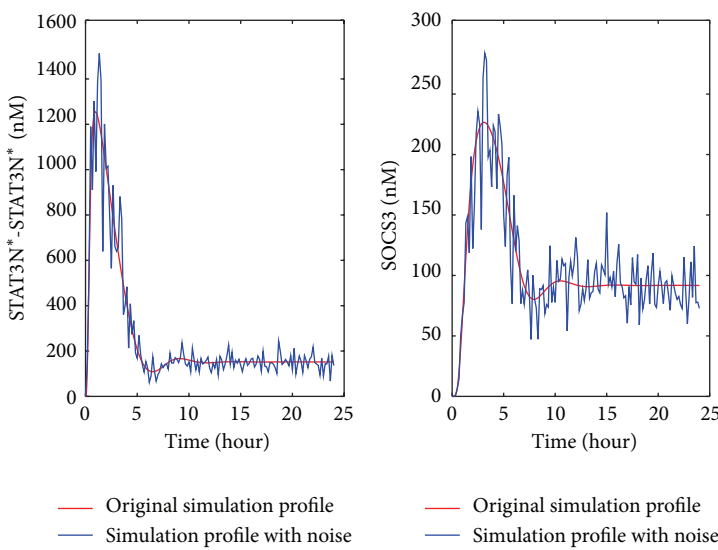 1600
1400
1200
1000
800
600
400
200
0
STAT3N*-STAT3N* (nM)
0 5 10 15 20 25
Time (hour)
Original simulation profile
Simulation profile with noise
300
250
200
150
100
50
0
SOCS3 (nM)
0 5 10 15 20 25
Time (hour)
Original simulation profile
Simulation profile with noise